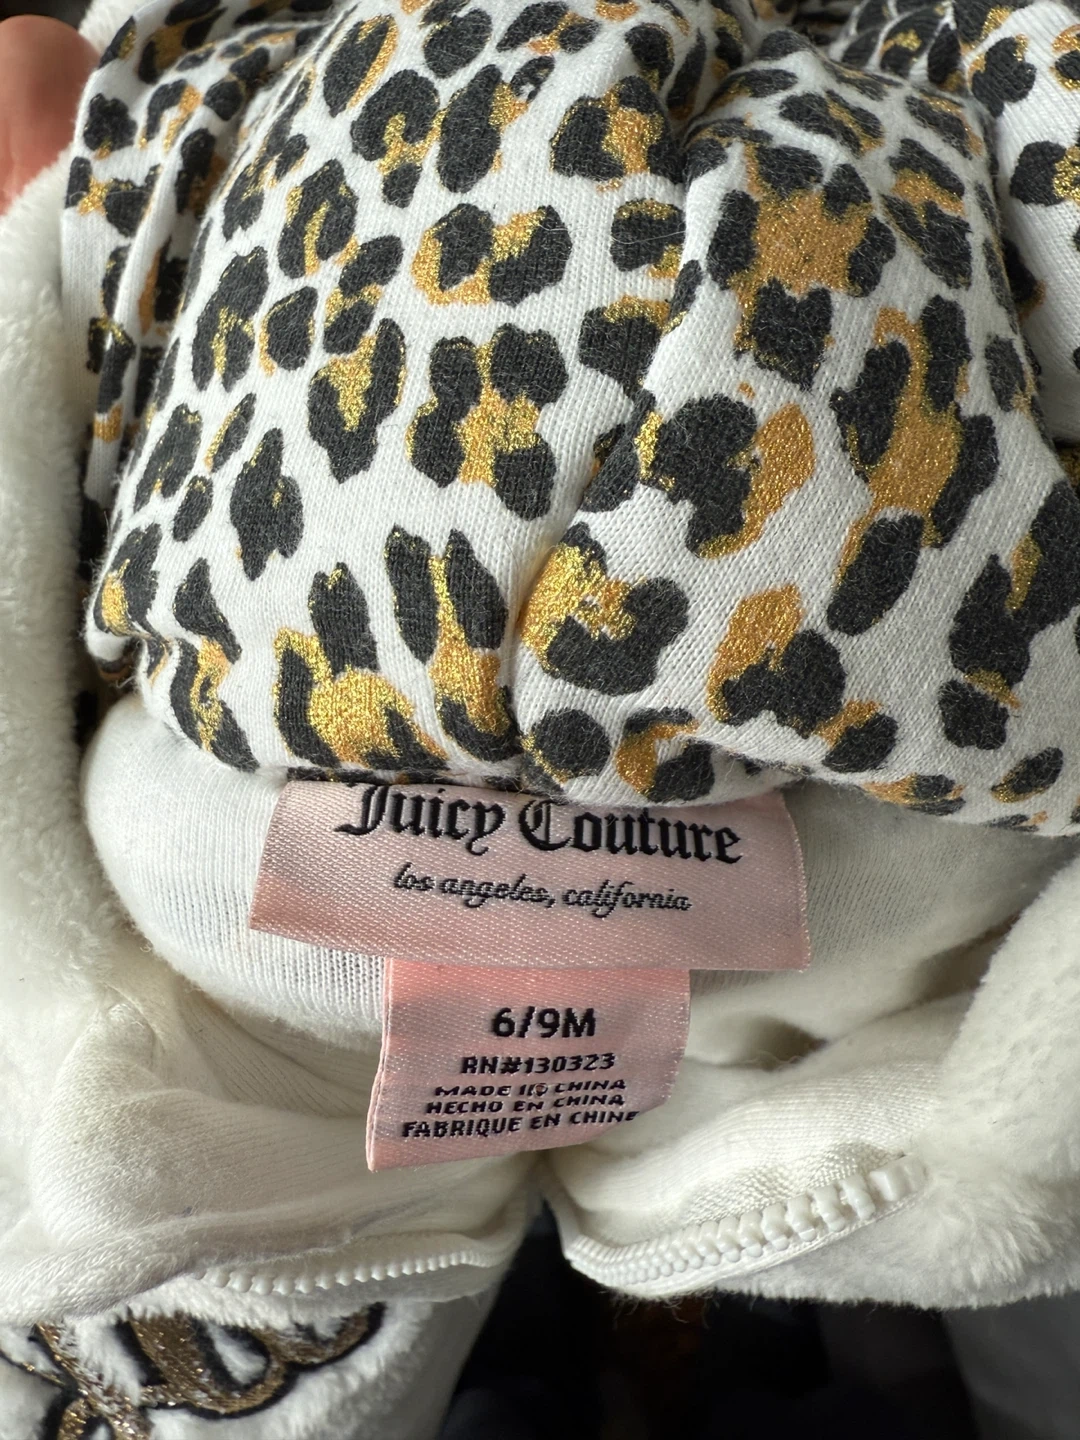 Juicy Couture
los angeles, california
6/9M
RN#130323
MADE IN CHINA
HECHO EN CHINA
FABRIQUE EN CHINE